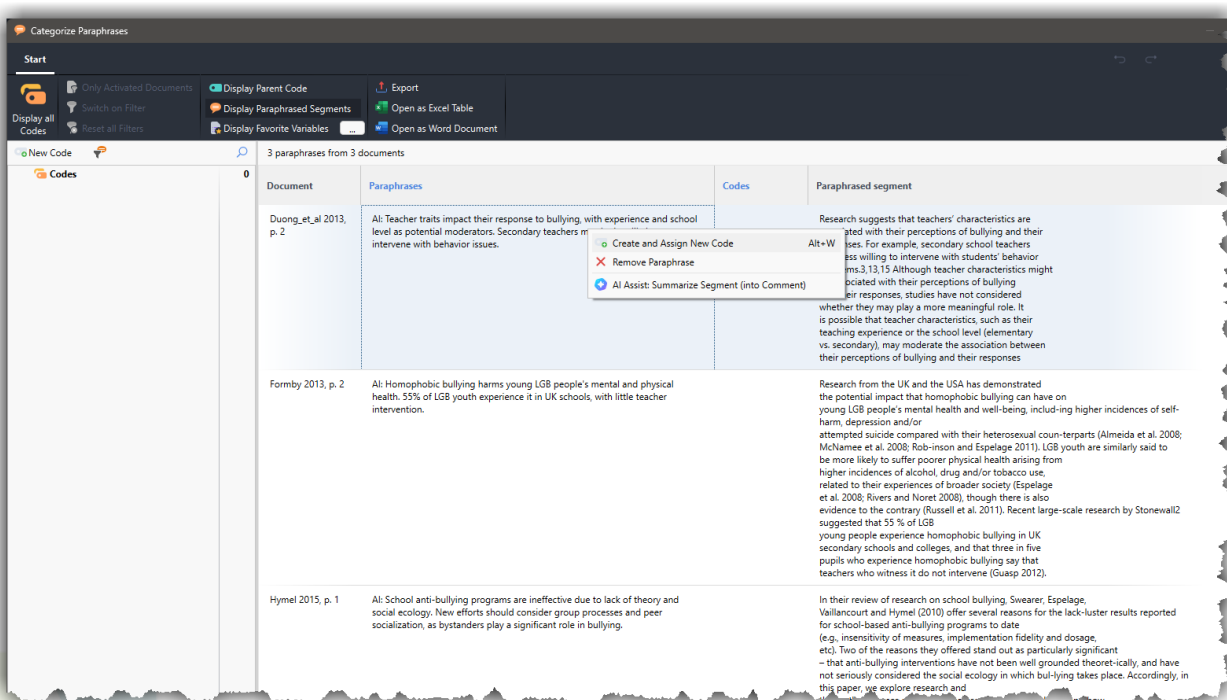 Categorize Paraphrases
Start
Display all
Codes
Only Activated Documents
Switch on Filter
Reset all Filters
Display Parent Code
Display Paraphrased Segments
Display Favorite Variables
...
Export
Open as Excel Table
Open as Word Document
New Code
3 paraphrases from 3 documents
Codes 0
Document Paraphrases Codes Paraphrased segment
Duong_et_al 2013,
p. 2
AI: Teacher traits impact their response to bullying, with experience and school
level as potential moderators. Secondary teachers
intervene with behavior issues.
Create and Assign New Code Alt+W
Remove Paraphrase
AI Assist: Summarize Segment (into Comment)
Research suggests that teachers' characteristics are
with their perceptions of bullying and their
For example, secondary school teachers
willing to intervene with students' behavior
Although teacher characteristics might
with their perceptions of bullying
responses, studies have not considered
whether they may play a more meaningful role. It
is possible that teacher characteristics, such as their
teaching experience or the school level (elementary
vs. secondary), may moderate the association between
their perceptions of bullying and their responses
Formby 2013, p. 2
AI: Homophobic bullying harms young LGB people's mental and physical
health. 55% of LGB youth experience it in UK schools, with little teacher
intervention.
Research from the UK and the USA has demonstrated
the potential impact that homophobic bullying can have on
young LGB people's mental health and well-being, includ-ing higher incidences of self-
harm, depression and/or
attempted suicide compared with their heterosexual coun-terparts (Almeida et al. 2008;
McNamee et al. 2008; Rob-inson and Espelage 2011). LGB youth are similarly said to
be more likely to suffer poorer physical health arising from
higher incidences of alcohol, drug and/or tobacco use,
related to their experiences of broader society (Espelage
et al. 2008; Rivers and Noret 2008), though there is also
evidence to the contrary (Russell et al. 2011). Recent large-scale research by Stonewall2
suggested that 55 % of LGB
young people experience homophobic bullying in UK
secondary schools and colleges, and that three in five
pupils who experience homophobic bullying say that
teachers who witness it do not intervene (Guasp 2012).
Hymel 2015, p. 1
AI: School anti-bullying programs are ineffective due to lack of theory and
social ecology. New efforts should consider group processes and peer
socialization, as bystanders play a significant role in bullying.
In their review of research on school bullying, Swearer, Espelage,
Vaillancourt and Hymel (2010) offer several reasons for the lack-luster results reported
for school-based anti-bullying programs to date
(e.g., insensitivity of measures, implementation fidelity and dosage,
etc). Two of the reasons they offered stand out as particularly significant
– that anti-bullying interventions have not been well grounded theoret-ically, and have
not seriously considered the social ecology in which bul-lying takes place. Accordingly, in
this paper, we explore research and